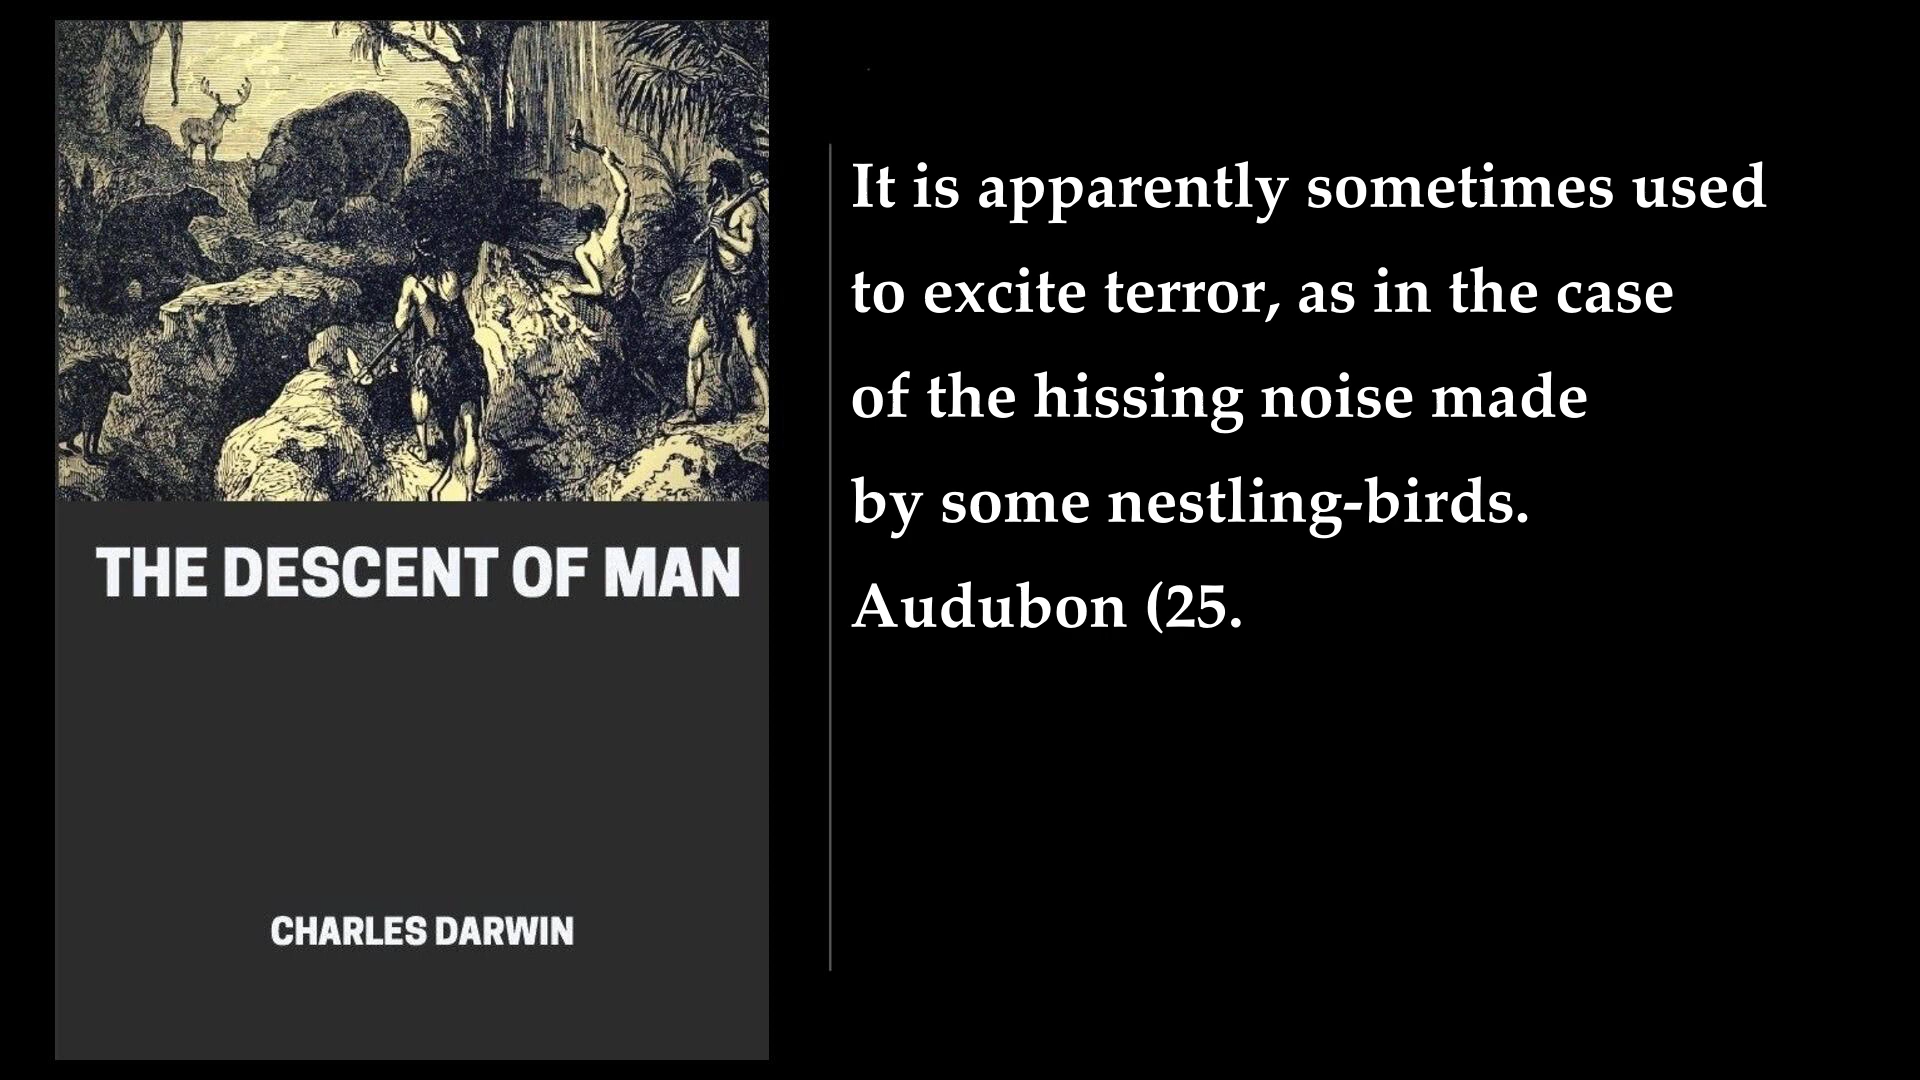 THE DESCENT OF MAN
CHARLES DARWIN
It is apparently sometimes used
to excite terror, as in the case
of the hissing noise made
by some nestling-birds.
Audubon (25.